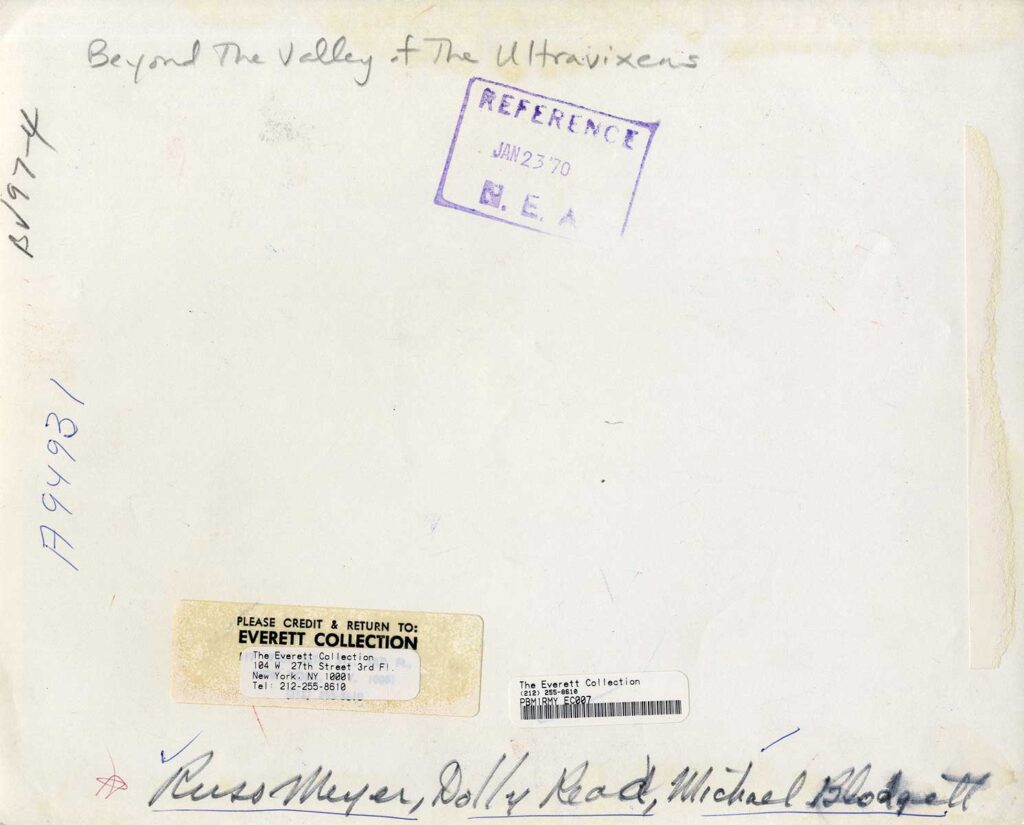 Beyond The Valley of The Ultravixens
REFERENCE
JAN 23 '70
N. E. A
BV97-4
A94931
PLEASE CREDIT & RETURN TO:
EVERETT COLLECTION
The Everett Collection
104 W. 27th Street 3rd Fl.
New York, NY 10001
Tel: 212-255-8610
The Everett Collection
(212) 255-8610
PBMIRMY EC007
Russ Meyer, Dolly Read, Michael Blodgett